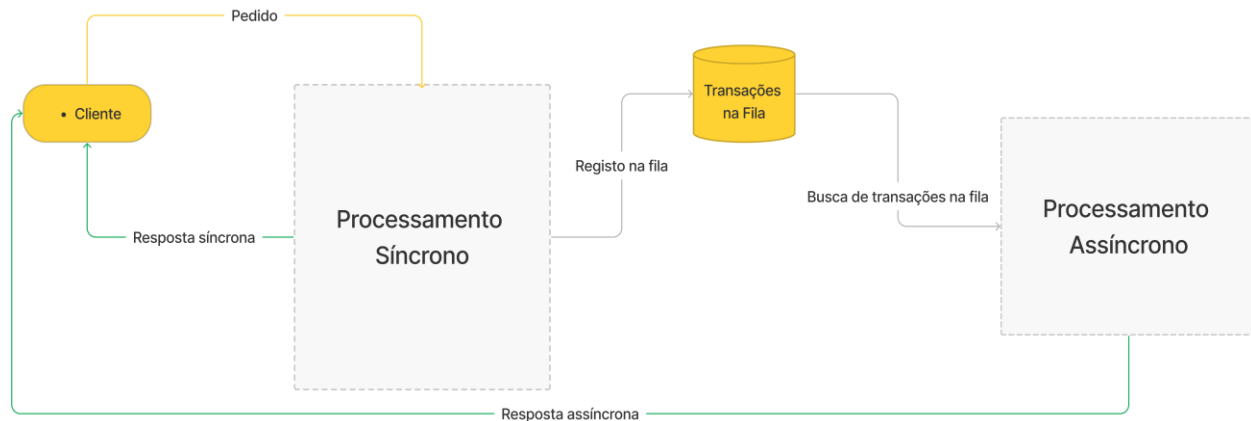 Pedido
Transações
na Fila
• Cliente
Registo na fila
Busca de transações na fila
Processamento
Síncrono
Processamento
Assíncrono
Resposta síncrona
Resposta assíncrona